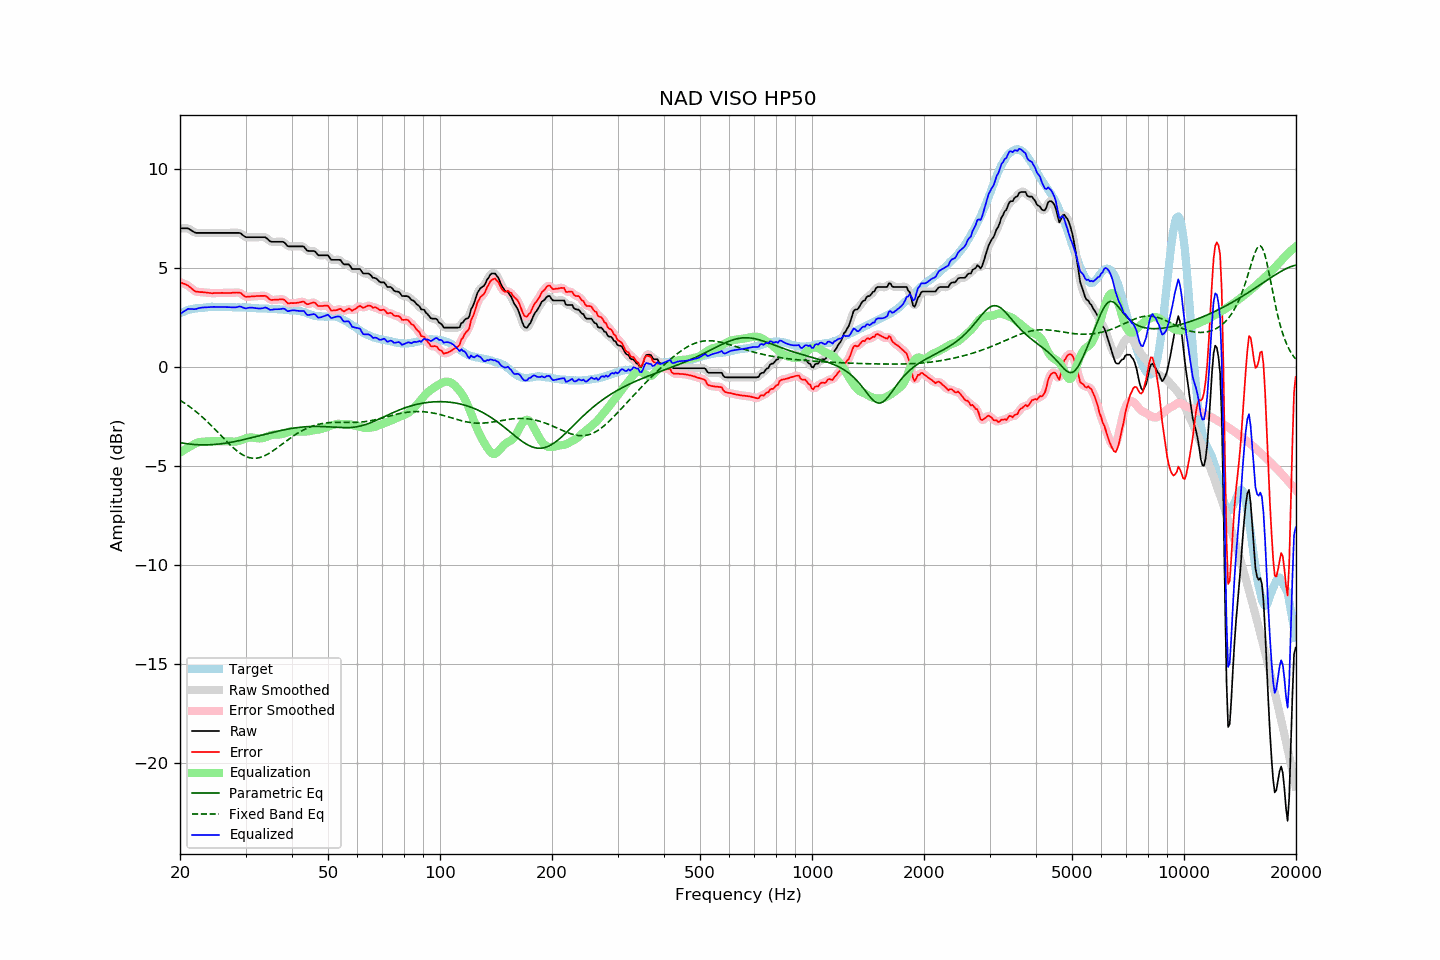 NAD VISO HP50
Amplitude (dBr)
10
5
0
−5
−10
−15
−20
Target
Raw Smoothed
Error Smoothed
Raw
Error
Equalization
Parametric Eq
Fixed Band Eq
Equalized
20 50 100 200 500 1000 2000 5000 10000 20000
Frequency (Hz)